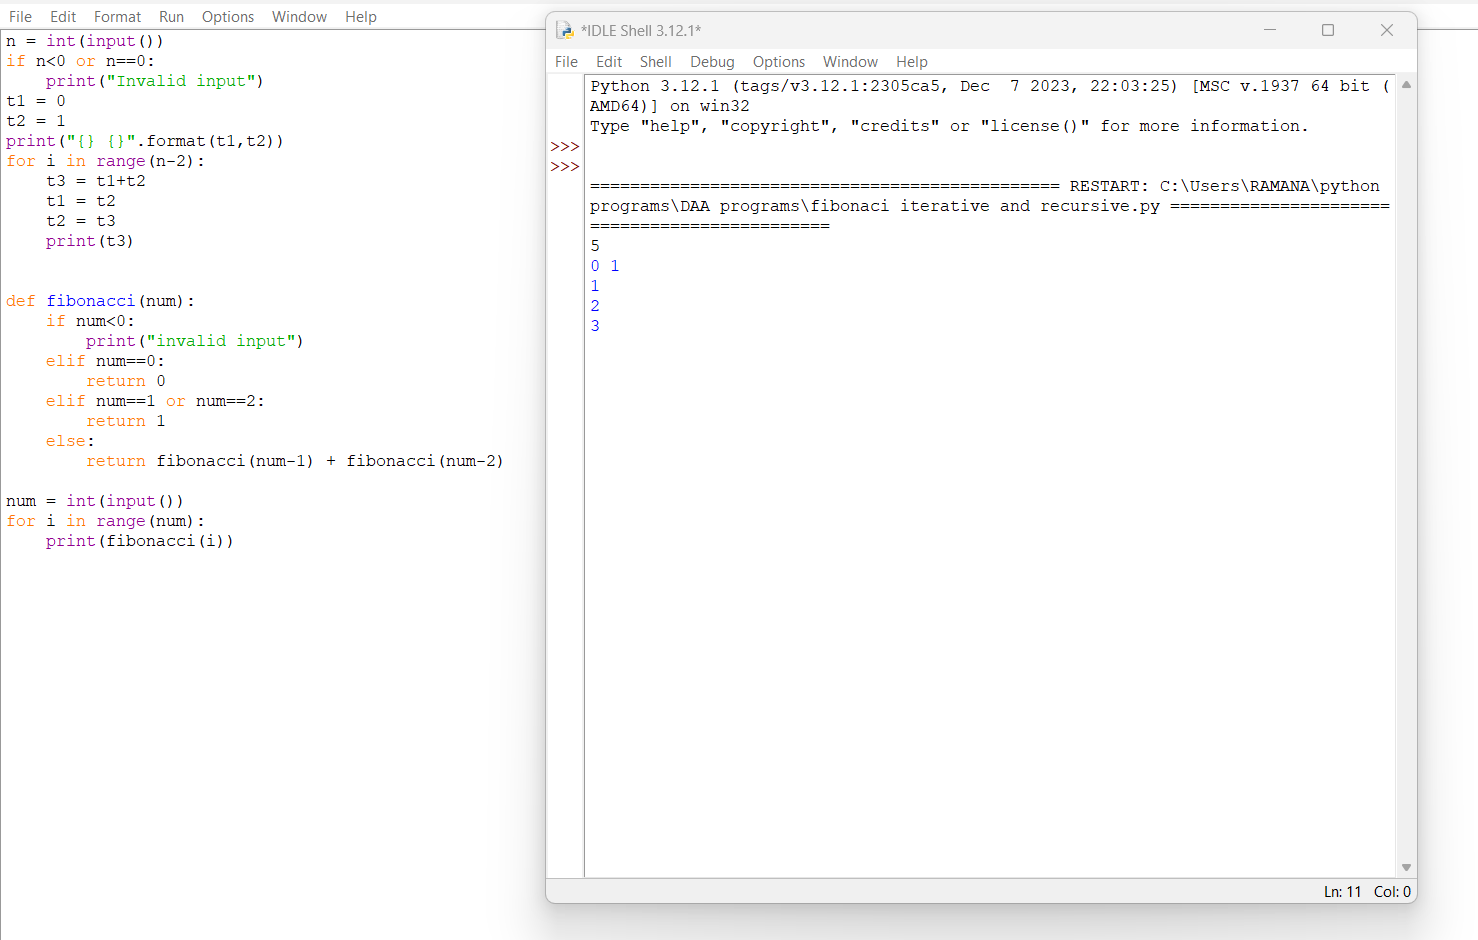 File Edit Format Run Options Window Help
n = int(input())
if n<0 or n==0:
    print("Invalid input")
t1 = 0
t2 = 1
print("{} {}".format(t1,t2))
for i in range(n-2):
    t3 = t1+t2
    t1 = t2
    t2 = t3
    print(t3)
def fibonacci(num):
    if num<0:
        print("invalid input")
    elif num==0:
        return 0
    elif num==1 or num==2:
        return 1
    else:
        return fibonacci(num-1) + fibonacci(num-2)
num = int(input())
for i in range(num):
    print(fibonacci(i))
*IDLE Shell 3.12.1*
File Edit Shell Debug Options Window Help
Python 3.12.1 (tags/v3.12.1:2305ca5, Dec  7 2023, 22:03:25) [MSC v.1937 64 bit (
AMD64)] on win32
Type "help", "copyright", "credits" or "license()" for more information.
>>>
>>>
=============================================== RESTART: C:\Users\RAMANA\python
programs\DAA programs\fibonaci iterative and recursive.py ======================
========================
5
0 1
1
2
3
Ln: 11 Col: 0